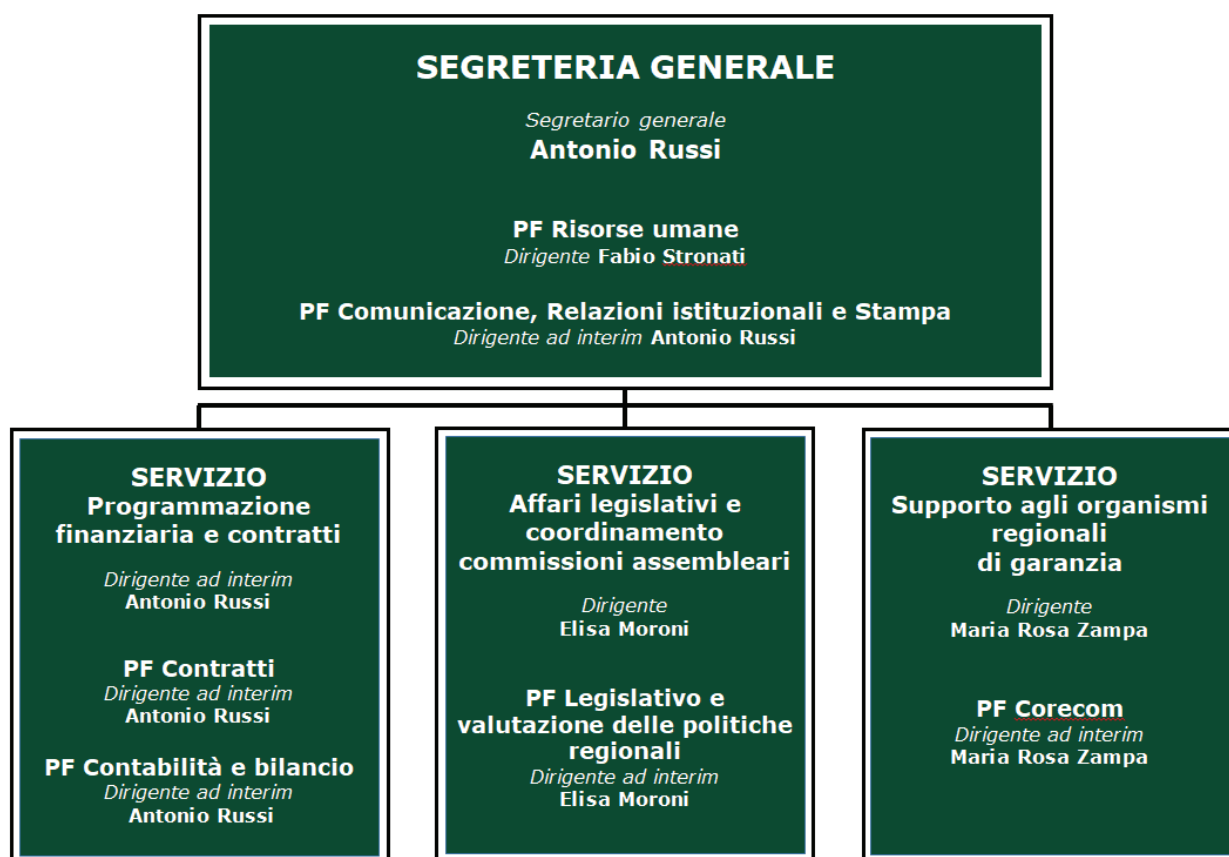 SEGRETERIA GENERALE
Segretario generale
Antonio Russi
PF Risorse umane
Dirigente Fabio Stronati
PF Comunicazione, Relazioni istituzionali e Stampa
Dirigente ad interim Antonio Russi
SERVIZIO
Programmazione
finanziaria e contratti
Dirigente ad interim
Antonio Russi
PF Contratti
Dirigente ad interim
Antonio Russi
PF Contabilità e bilancio
Dirigente ad interim
Antonio Russi
SERVIZIO
Affari legislativi e
coordinamento
commissioni assembleari
Dirigente
Elisa Moroni
PF Legislativo e
valutazione delle politiche
regionali
Dirigente ad interim
Elisa Moroni
SERVIZIO
Supporto agli organismi
regionali
di garanzia
Dirigente
Maria Rosa Zampa
PF Corecom
Dirigente ad interim
Maria Rosa Zampa